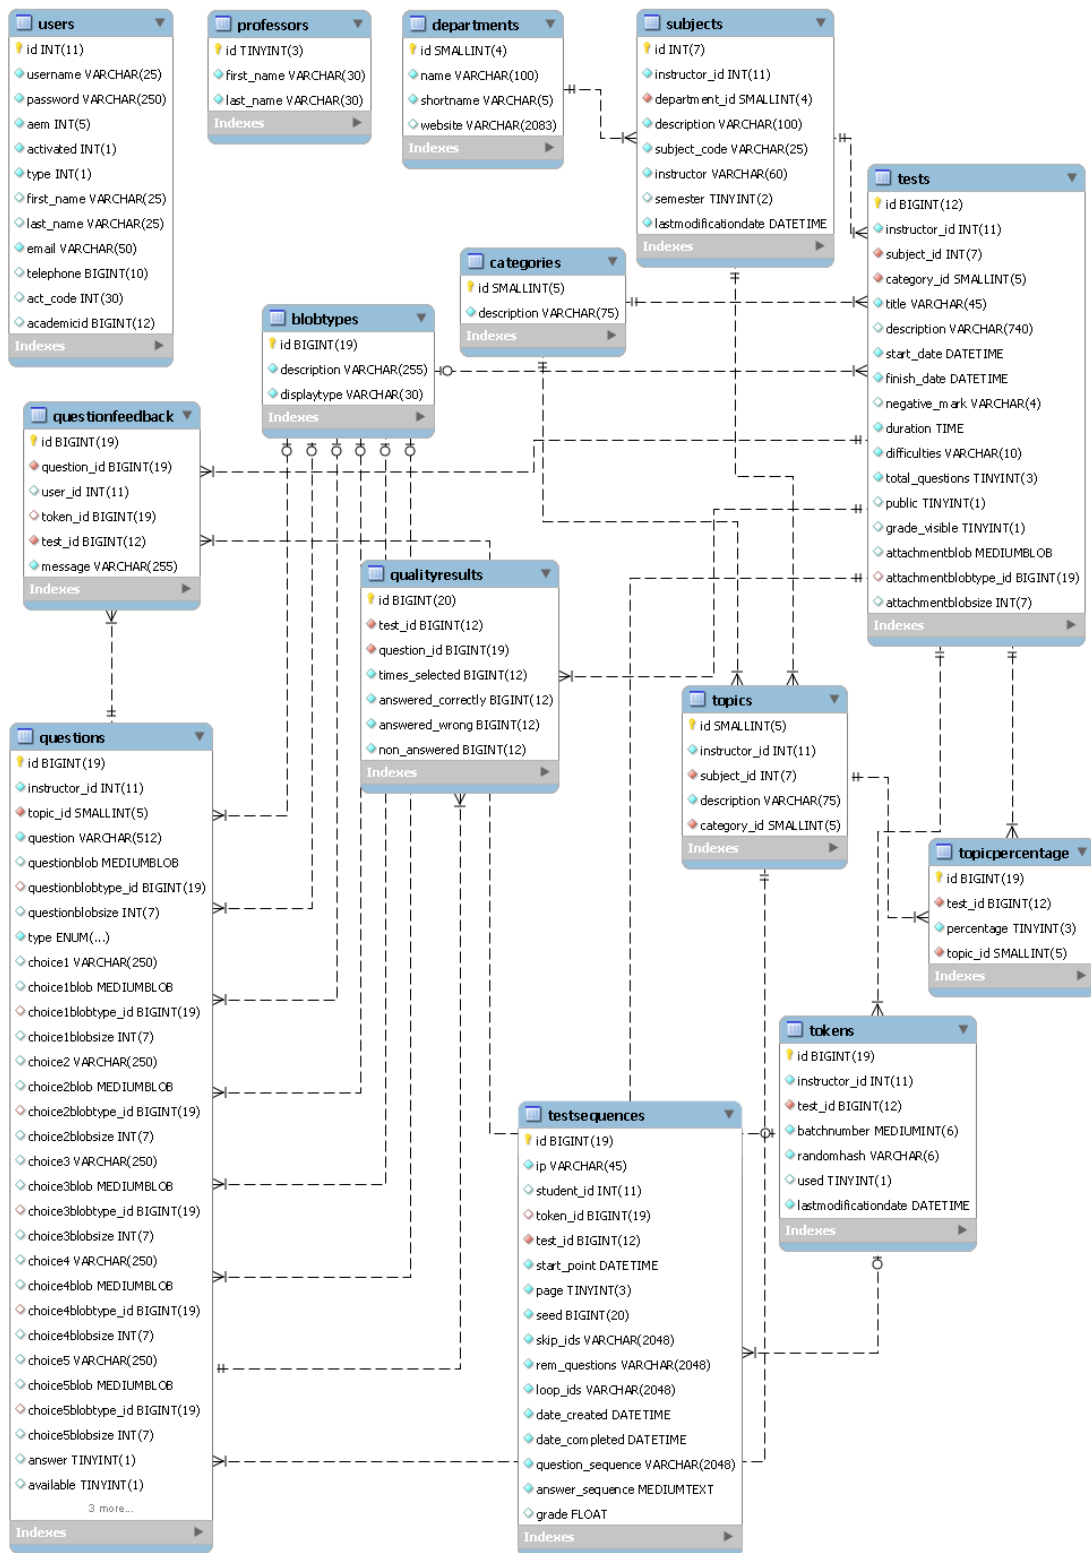 users
id INT(11)
username VARCHAR(25)
password VARCHAR(250)
aem INT(5)
activated INT(1)
type INT(1)
first_name VARCHAR(25)
last_name VARCHAR(25)
email VARCHAR(50)
telephone BIGINT(10)
act_code INT(30)
academicid BIGINT(12)
Indexes
professors
id TINYINT(3)
first_name VARCHAR(30)
last_name VARCHAR(30)
Indexes
departments
id SMALLINT(4)
name VARCHAR(100)
shortname VARCHAR(5)
website VARCHAR(2083)
Indexes
subjects
id INT(7)
instructor_id INT(11)
department_id SMALLINT(4)
description VARCHAR(100)
subject_code VARCHAR(25)
instructor VARCHAR(60)
semester TINYINT(2)
lastmodificationdate DATETIME
Indexes
tests
id BIGINT(12)
instructor_id INT(11)
subject_id INT(7)
category_id SMALLINT(5)
title VARCHAR(45)
description VARCHAR(740)
start_date DATETIME
finish_date DATETIME
negative_mark VARCHAR(4)
duration TIME
difficulties VARCHAR(10)
total_questions TINYINT(3)
public TINYINT(1)
grade_visible TINYINT(1)
attachmentblob MEDIUMBLOB
attachmentblobtype_id BIGINT(19)
attachmentblobsize INT(7)
Indexes
categories
id SMALLINT(5)
description VARCHAR(75)
Indexes
blobtypes
id BIGINT(19)
description VARCHAR(255)
displaytype VARCHAR(30)
Indexes
questionfeedback
id BIGINT(19)
question_id BIGINT(19)
user_id INT(11)
token_id BIGINT(19)
test_id BIGINT(12)
message VARCHAR(255)
Indexes
qualityresults
id BIGINT(20)
test_id BIGINT(12)
question_id BIGINT(19)
times_selected BIGINT(12)
answered_correctly BIGINT(12)
answered_wrong BIGINT(12)
non_answered BIGINT(12)
Indexes
topics
id SMALLINT(5)
instructor_id INT(11)
subject_id INT(7)
description VARCHAR(75)
category_id SMALLINT(5)
Indexes
questions
id BIGINT(19)
instructor_id INT(11)
topic_id SMALLINT(5)
question VARCHAR(512)
questionblob MEDIUMBLOB
questionblobtype_id BIGINT(19)
questionblobsize INT(7)
type ENUM(...)
choice1 VARCHAR(250)
choice1blob MEDIUMBLOB
choice1blobtype_id BIGINT(19)
choice1blobsize INT(7)
choice2 VARCHAR(250)
choice2blob MEDIUMBLOB
choice2blobtype_id BIGINT(19)
choice2blobsize INT(7)
choice3 VARCHAR(250)
choice3blob MEDIUMBLOB
choice3blobtype_id BIGINT(19)
choice3blobsize INT(7)
choice4 VARCHAR(250)
choice4blob MEDIUMBLOB
choice4blobtype_id BIGINT(19)
choice4blobsize INT(7)
choice5 VARCHAR(250)
choice5blob MEDIUMBLOB
choice5blobtype_id BIGINT(19)
choice5blobsize INT(7)
answer TINYINT(1)
available TINYINT(1)
3 more...
Indexes
topicpercentage
id BIGINT(19)
test_id BIGINT(12)
percentage TINYINT(3)
topic_id SMALLINT(5)
Indexes
tokens
id BIGINT(19)
instructor_id INT(11)
test_id BIGINT(12)
batchnumber MEDIUMINT(6)
randomhash VARCHAR(6)
used TINYINT(1)
lastmodificationdate DATETIME
Indexes
testsequences
id BIGINT(19)
ip VARCHAR(45)
student_id INT(11)
token_id BIGINT(19)
test_id BIGINT(12)
start_point DATETIME
page TINYINT(3)
seed BIGINT(20)
skip_ids VARCHAR(2048)
rem_questions VARCHAR(2048)
loop_ids VARCHAR(2048)
date_created DATETIME
date_completed DATETIME
question_sequence VARCHAR(2048)
answer_sequence MEDIUMTEXT
grade FLOAT
Indexes